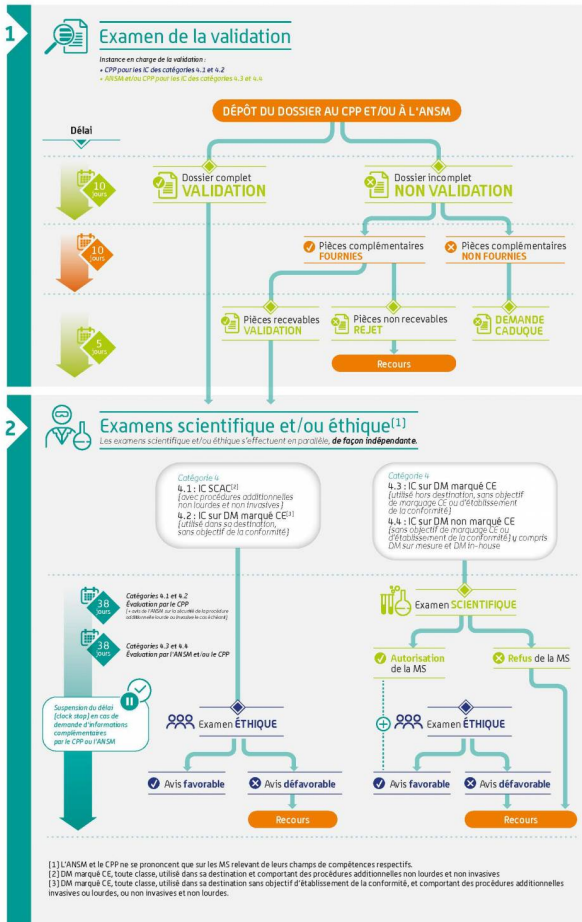 1
Examen de la validation
Instance en charge de la validation :
• CPP pour les IC des catégories 4.1 et 4.2
• ANSM et/ou CPP pour les IC des catégories 4.3 et 4.4
DÉPÔT DU DOSSIER AU CPP ET/OU À L'ANSM
Délai
10 jours
Dossier complet
VALIDATION
Dossier incomplet
NON VALIDATION
10 jours
Pièces complémentaires
FOURNIES
Pièces complémentaires
NON FOURNIES
5 jours
Pièces recevables
VALIDATION
Pièces non recevables
REJET
DEMANDE
CADUQUE
Recours
2
Examens scientifique et/ou éthique[1]
Les examens scientifique et/ou éthique s'effectuent en parallèle, de façon indépendante.
Catégorie 4
4.1 : IC SCAC[2]
[avec procédures additionnelles
non lourdes et non invasives]
4.2 : IC sur DM marqué CE[3]
[utilisé dans sa destination,
sans objectif de la conformité]
Catégorie 4
4.3 : IC sur DM marqué CE
[utilisé hors destination, sans objectif
de marquage CE ou d'établissement
de la conformité]
4.4 : IC sur DM non marqué CE
[sans objectif de marquage CE ou
d'établissement de la conformité] y compris
DM sur mesure et DM in-house
38 jours
Catégories 4.1 et 4.2
Évaluation par le CPP
[+ avis de l'ANSM sur la sécurité de la procédure
additionnelle lourde ou invasive le cas échéant]
Examen SCIENTIFIQUE
38 jours
Catégories 4.3 et 4.4
Évaluation par l'ANSM et/ou le CPP
Autorisation
de la MS
Refus de la MS
Suspension du délai
[clock stop] en cas de
demande d'informations
complémentaires
par le CPP ou l'ANSM
Examen ÉTHIQUE
Examen ÉTHIQUE
Avis favorable
Avis défavorable
Avis favorable
Avis défavorable
Recours
Recours
[1] L'ANSM et le CPP ne se prononcent que sur les MS relevant de leurs champs de compétences respectifs.
[2] DM marqué CE, toute classe, utilisé dans sa destination et comportant des procédures additionnelles non lourdes et non invasives
[3] DM marqué CE, toute classe, utilisé dans sa destination sans objectif d'établissement de la conformité, et comportant des procédures additionnelles
invasives ou lourdes, ou non invasives et non lourdes.